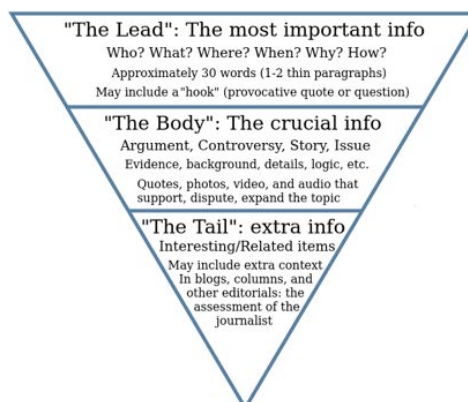 "The Lead": The most important info
Who? What? Where? When? Why? How?
Approximately 30 words (1-2 thin paragraphs)
May include a"hook" (provocative quote or question)
"The Body": The crucial info
Argument, Controversy, Story, Issue
Evidence, background, details, logic, etc.
Quotes, photos, video, and audio that
support, dispute, expand the topic
"The Tail": extra info
Interesting/Related items
May include extra context
In blogs, columns, and
other editorials: the
assessment of the
journalist